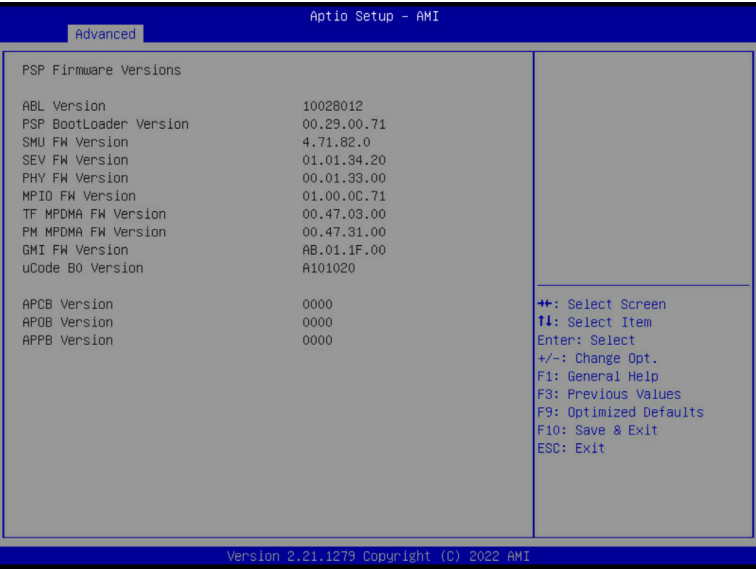 Aptio Setup – AMI
Advanced
PSP Firmware Versions
ABL Version 10028012
PSP BootLoader Version 00.29.00.71
SMU FW Version 4.71.82.0
SEV FW Version 01.01.34.20
PHY FW Version 00.01.33.00
MPIO FW Version 01.00.0C.71
TF MPDMA FW Version 00.47.03.00
PM MPDMA FW Version 00.47.31.00
GMI FW Version AB.01.1F.00
uCode B0 Version A101020
APCB Version 0000
APOB Version 0000
APPB Version 0000
→←: Select Screen
↑↓: Select Item
Enter: Select
+/-: Change Opt.
F1: General Help
F3: Previous Values
F9: Optimized Defaults
F10: Save & Exit
ESC: Exit
Version 2.21.1279 Copyright (C) 2022 AMI